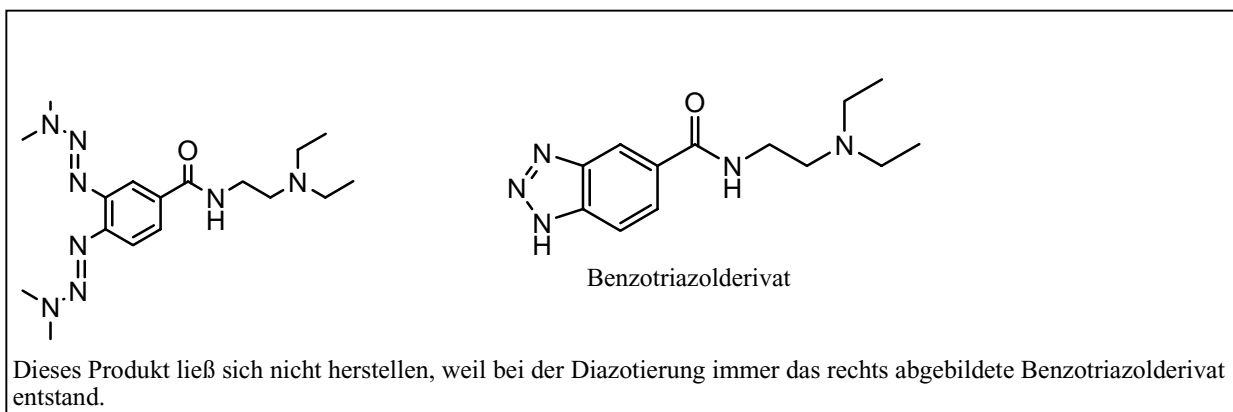 N
N
N
N
N
N
O
N
H
N
N
N
N
H
O
N
H
N
Benzotriazolderivat
Dieses Produkt ließ sich nicht herstellen, weil bei der Diazotierung immer das rechts abgebildete Benzotriazolderivat
entstand.